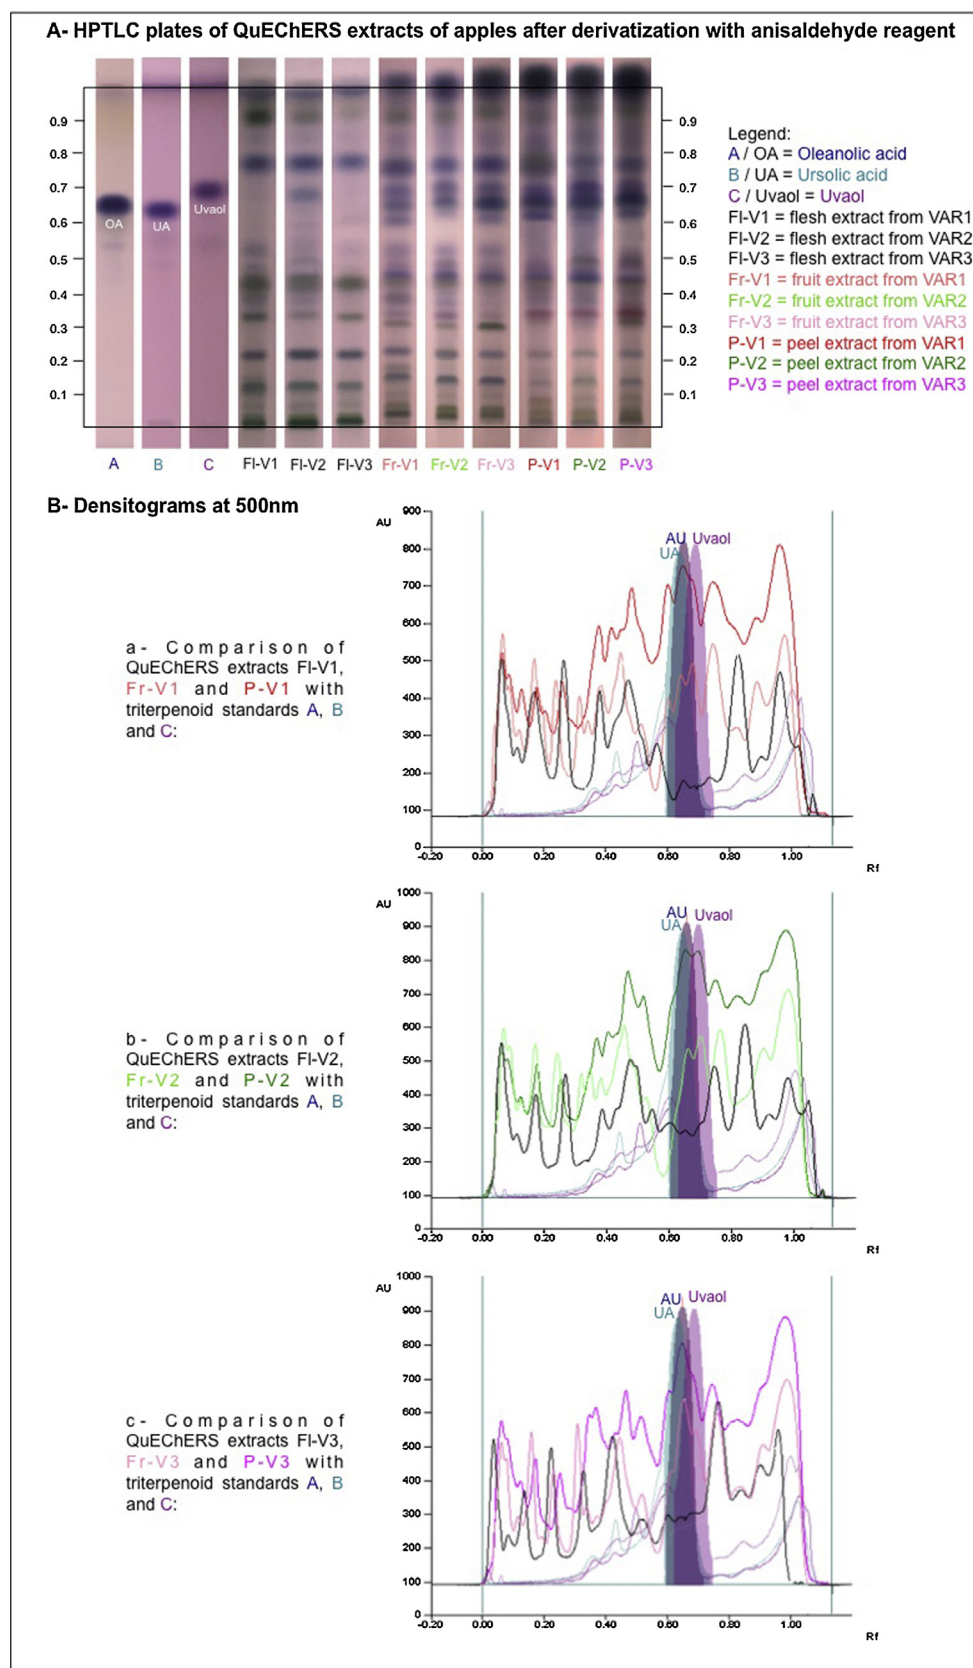 A- HPTLC plates of QuEChERS extracts of apples after derivatization with anisaldehyde reagent
0.9
0.8
0.7
0.6
0.5
0.4
0.3
0.2
0.1
OA
UA
Uvaol
0.9
0.8
0.7
0.6
0.5
0.4
0.3
0.2
0.1
A
B
C
Fl-V1
Fl-V2
Fl-V3
Fr-V1
Fr-V2
Fr-V3
P-V1
P-V2
P-V3
Legend:
A / OA = Oleanolic acid
B / UA = Ursolic acid
C / Uvaol = Uvaol
Fl-V1 = flesh extract from VAR1
Fl-V2 = flesh extract from VAR2
Fl-V3 = flesh extract from VAR3
Fr-V1 = fruit extract from VAR1
Fr-V2 = fruit extract from VAR2
Fr-V3 = fruit extract from VAR3
P-V1 = peel extract from VAR1
P-V2 = peel extract from VAR2
P-V3 = peel extract from VAR3
B- Densitograms at 500nm
a- Comparison of
QuEChERS extracts Fl-V1,
Fr-V1 and P-V1 with
triterpenoid standards A, B
and C:
AU
900
800
700
600
500
400
300
200
100
0
AU Uvaol
UA
-0.20 0.00 0.20 0.40 0.60 0.80 1.00
Rf
b- Comparison of
QuEChERS extracts Fl-V2,
Fr-V2 and P-V2 with
triterpenoid standards A, B
and C:
AU
1000
900
800
700
600
500
400
300
200
100
0
AU Uvaol
UA
-0.20 0.00 0.20 0.40 0.60 0.80 1.00
Rf
c- Comparison of
QuEChERS extracts Fl-V3,
Fr-V3 and P-V3 with
triterpenoid standards A, B
and C:
AU
1000
900
800
700
600
500
400
300
200
100
0
AU Uvaol
UA
-0.20 0.00 0.20 0.40 0.60 0.80 1.00
Rf